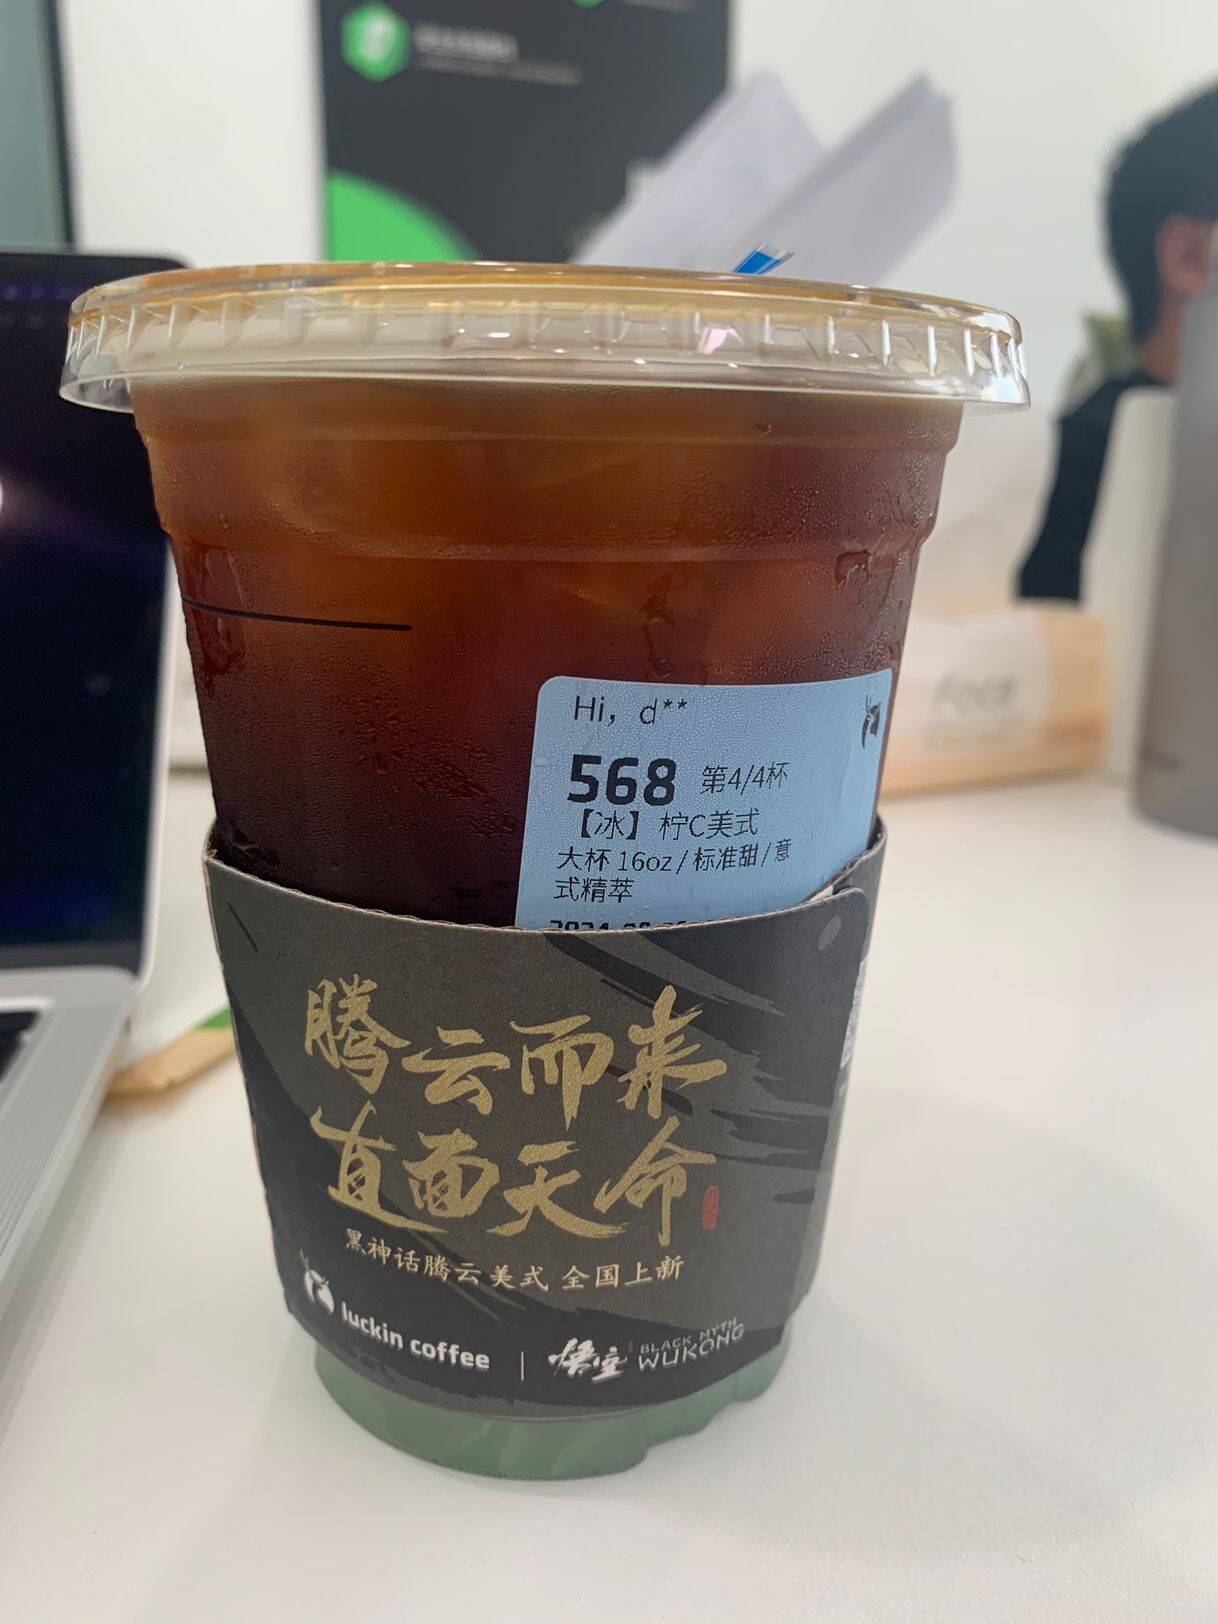 Hi, d**
568 第4/4杯
【冰】柠C美式
大杯 16oz/标准甜/意
式精萃
腾云而来
直面天命
黑神话腾云美式 全国上新
luckin coffee | 悟空 BLACK MYTH WUKONG